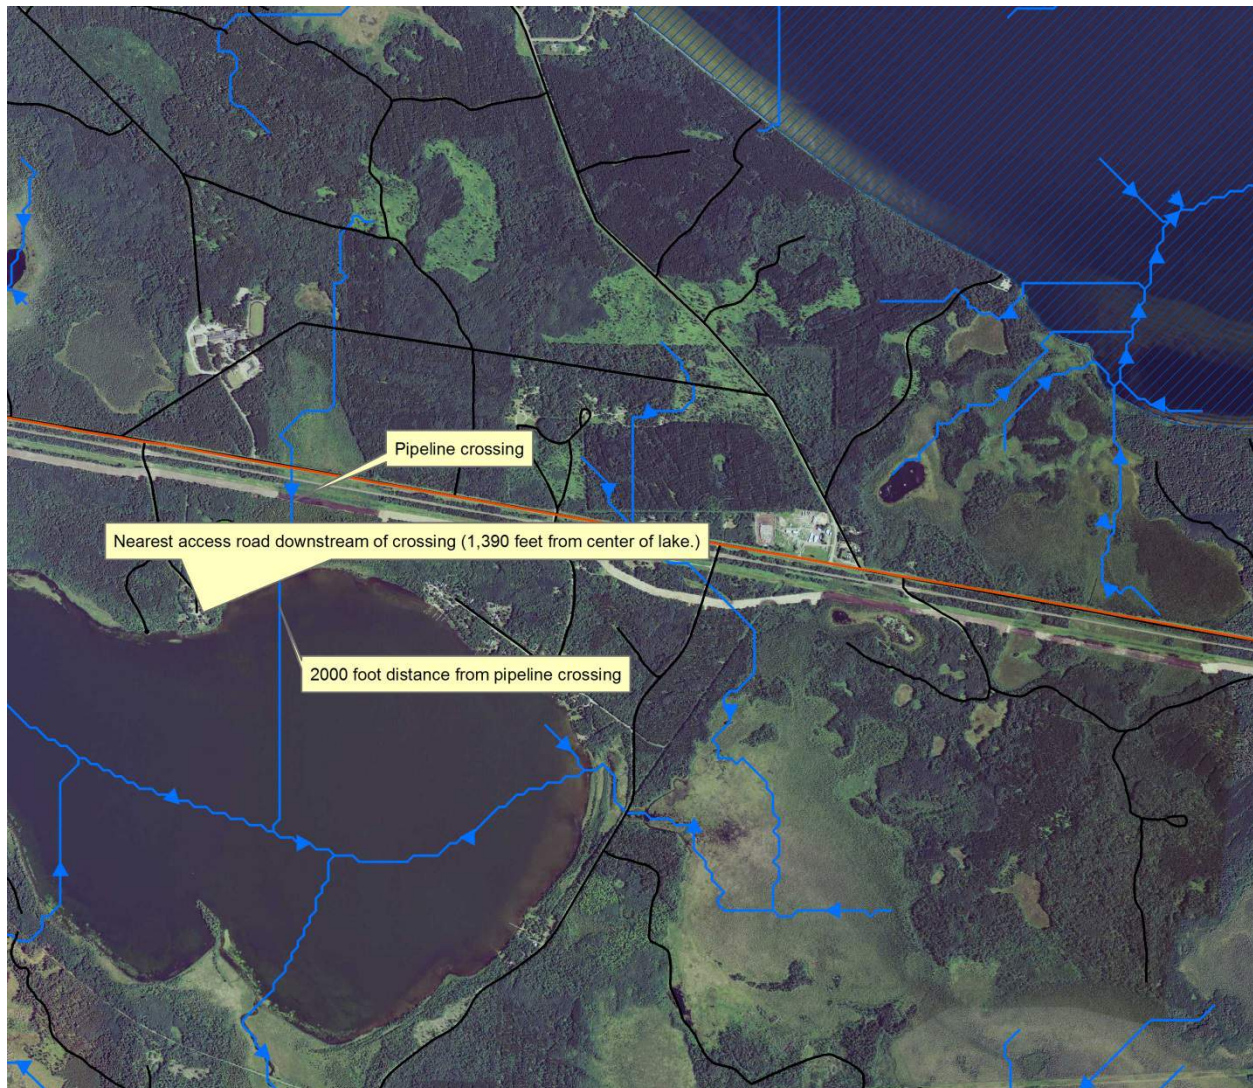 Pipeline crossing
Nearest access road downstream of crossing (1,390 feet from center of lake.)
2000 foot distance from pipeline crossing